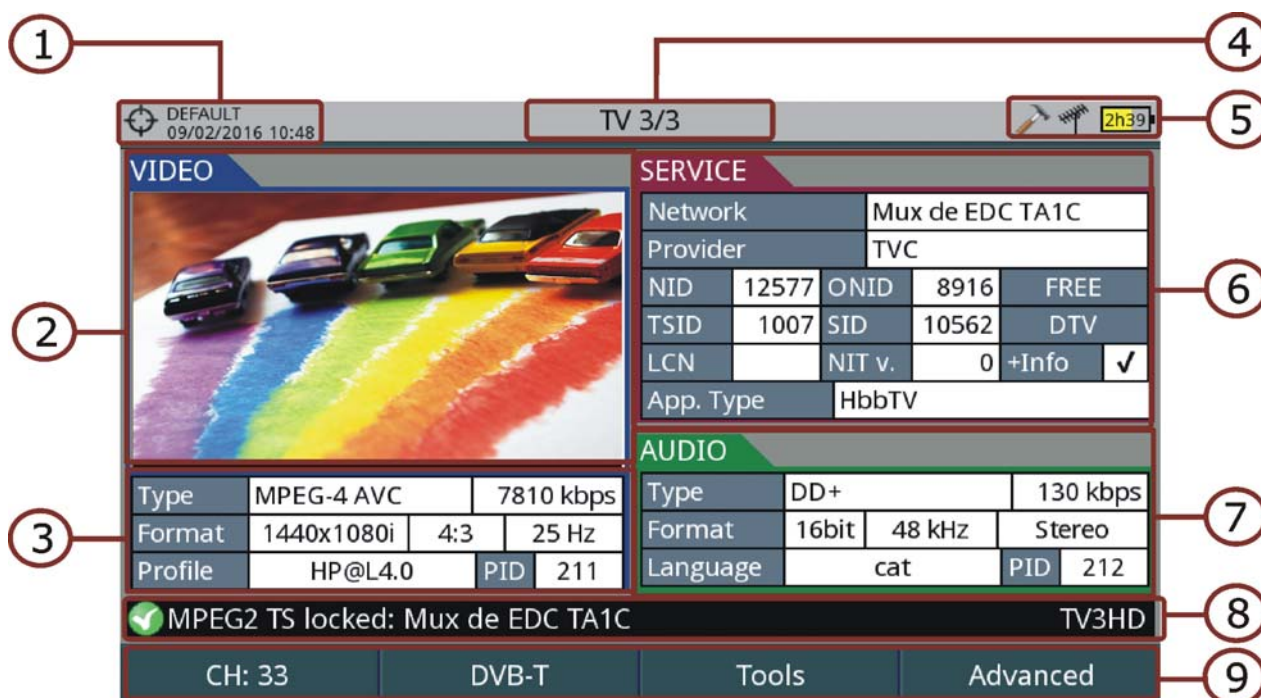 1
4
DEFAULT
09/02/2016 10:48
TV 3/3
2h39
5
VIDEO
SERVICE
Network Mux de EDC TA1C
Provider TVC
NID 12577 ONID 8916 FREE
6
TSID 1007 SID 10562 DTV
2
LCN NIT v. 0 +Info ✓
App. Type HbbTV
AUDIO
Type MPEG-4 AVC 7810 kbps
Type DD+ 130 kbps
3
Format 1440x1080i 4:3 25 Hz
Format 16bit 48 kHz Stereo
7
Profile HP@L4.0 PID 211
Language cat PID 212
MPEG2 TS locked: Mux de EDC TA1C TV3HD
8
CH: 33 DVB-T Tools Advanced
9